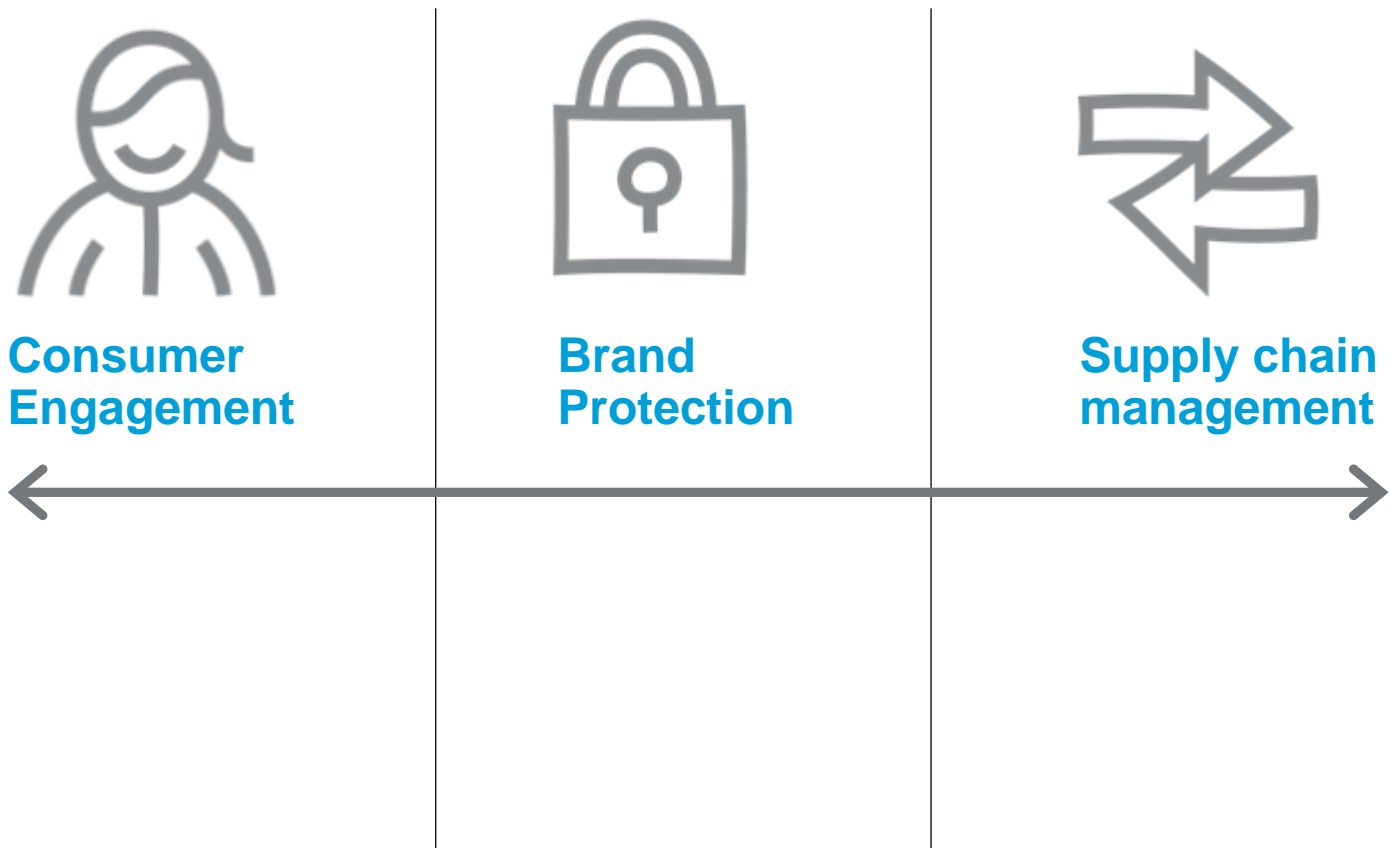 Consumer
Engagement
Brand
Protection
Supply chain
management